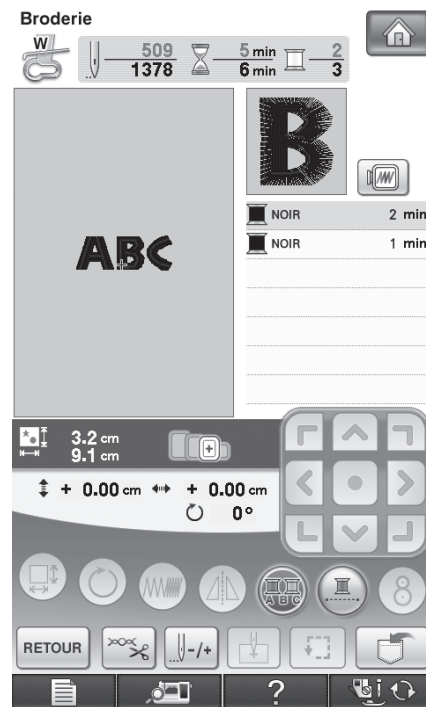 Broderie
W
509 5 min 2
1378 6 min 3
B
NOIR 2 min
NOIR 1 min
ABC
3.2 cm
9.1 cm
+ 0.00 cm + 0.00 cm
0°
A B C 8
RETOUR -/+
?